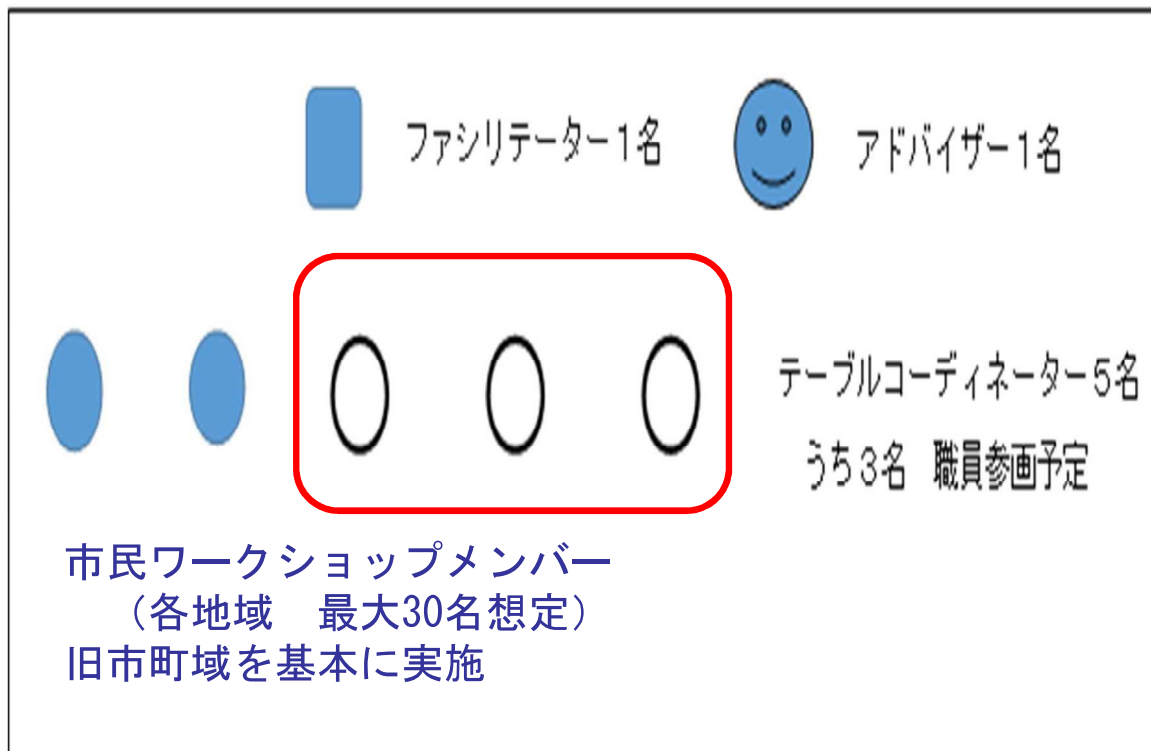 ファシリテーター1名
アドバイザー1名
テーブルコーディネーター5名
うち3名 職員参画予定
市民ワークショップメンバー
(各地域 最大30名想定)
旧市町域を基本に実施